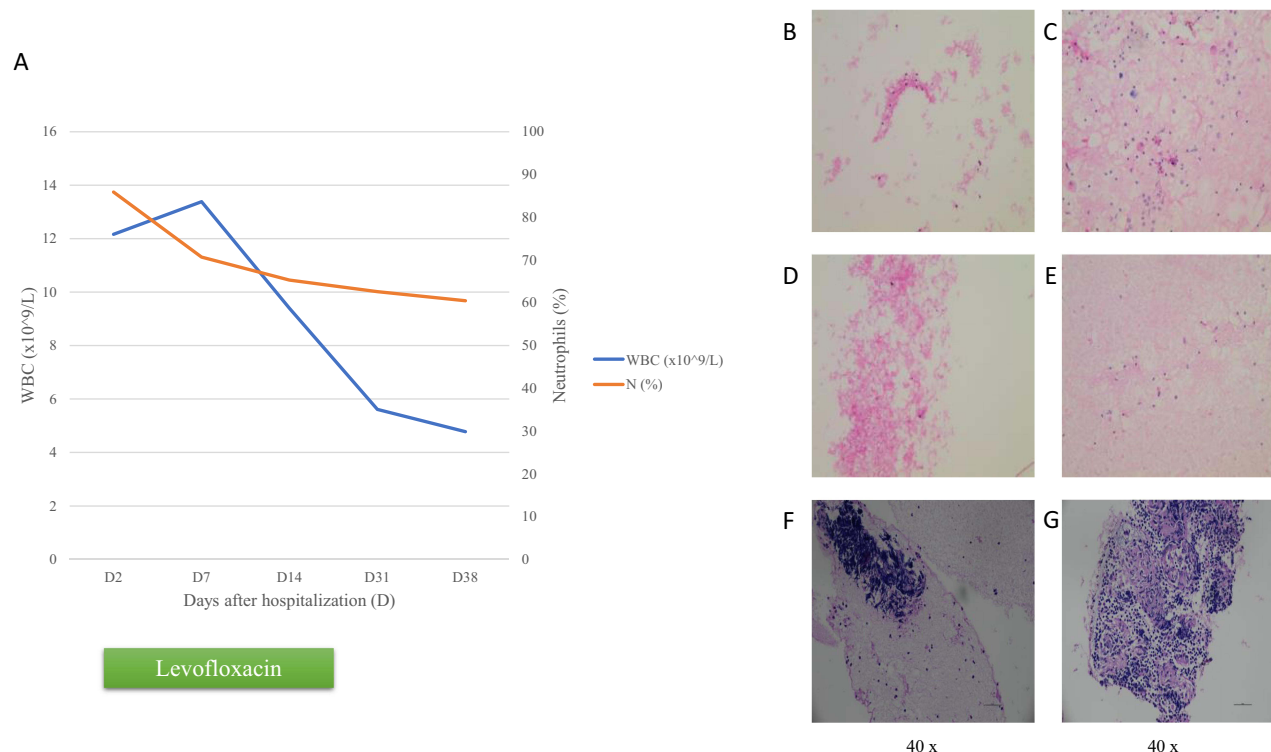 A
16
14
12
10
8
6
4
2
0
WBC (x10^9/L)
100
90
80
70
60
50
40
30
20
10
0
Neutrophils (%)
D2 D7 D14 D31 D38
Days after hospitalization (D)
WBC (x10^9/L)
N (%)
Levofloxacin
B C
D E
F G
40 x 40 x